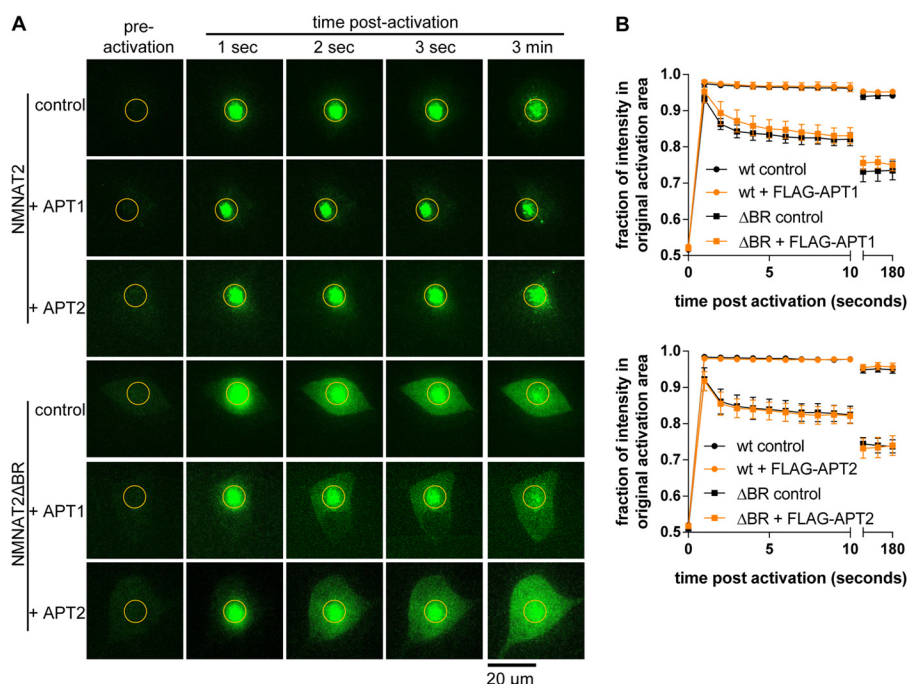 A
pre-
activation
time post-activation
1 sec
2 sec
3 sec
3 min
NMNAT2
control
+ APT1
+ APT2
NMNAT2ΔBR
control
+ APT1
+ APT2
20 µm
B
fraction of intensity in
original activation area
1.0
0.9
0.8
0.7
0.6
0.5
wt control
wt + FLAG-APT1
ΔBR control
ΔBR + FLAG-APT1
0
5
10
180
time post activation (seconds)
fraction of intensity in
original activation area
1.0
0.9
0.8
0.7
0.6
0.5
wt control
wt + FLAG-APT2
ΔBR control
ΔBR + FLAG-APT2
0
5
10
180
time post activation (seconds)